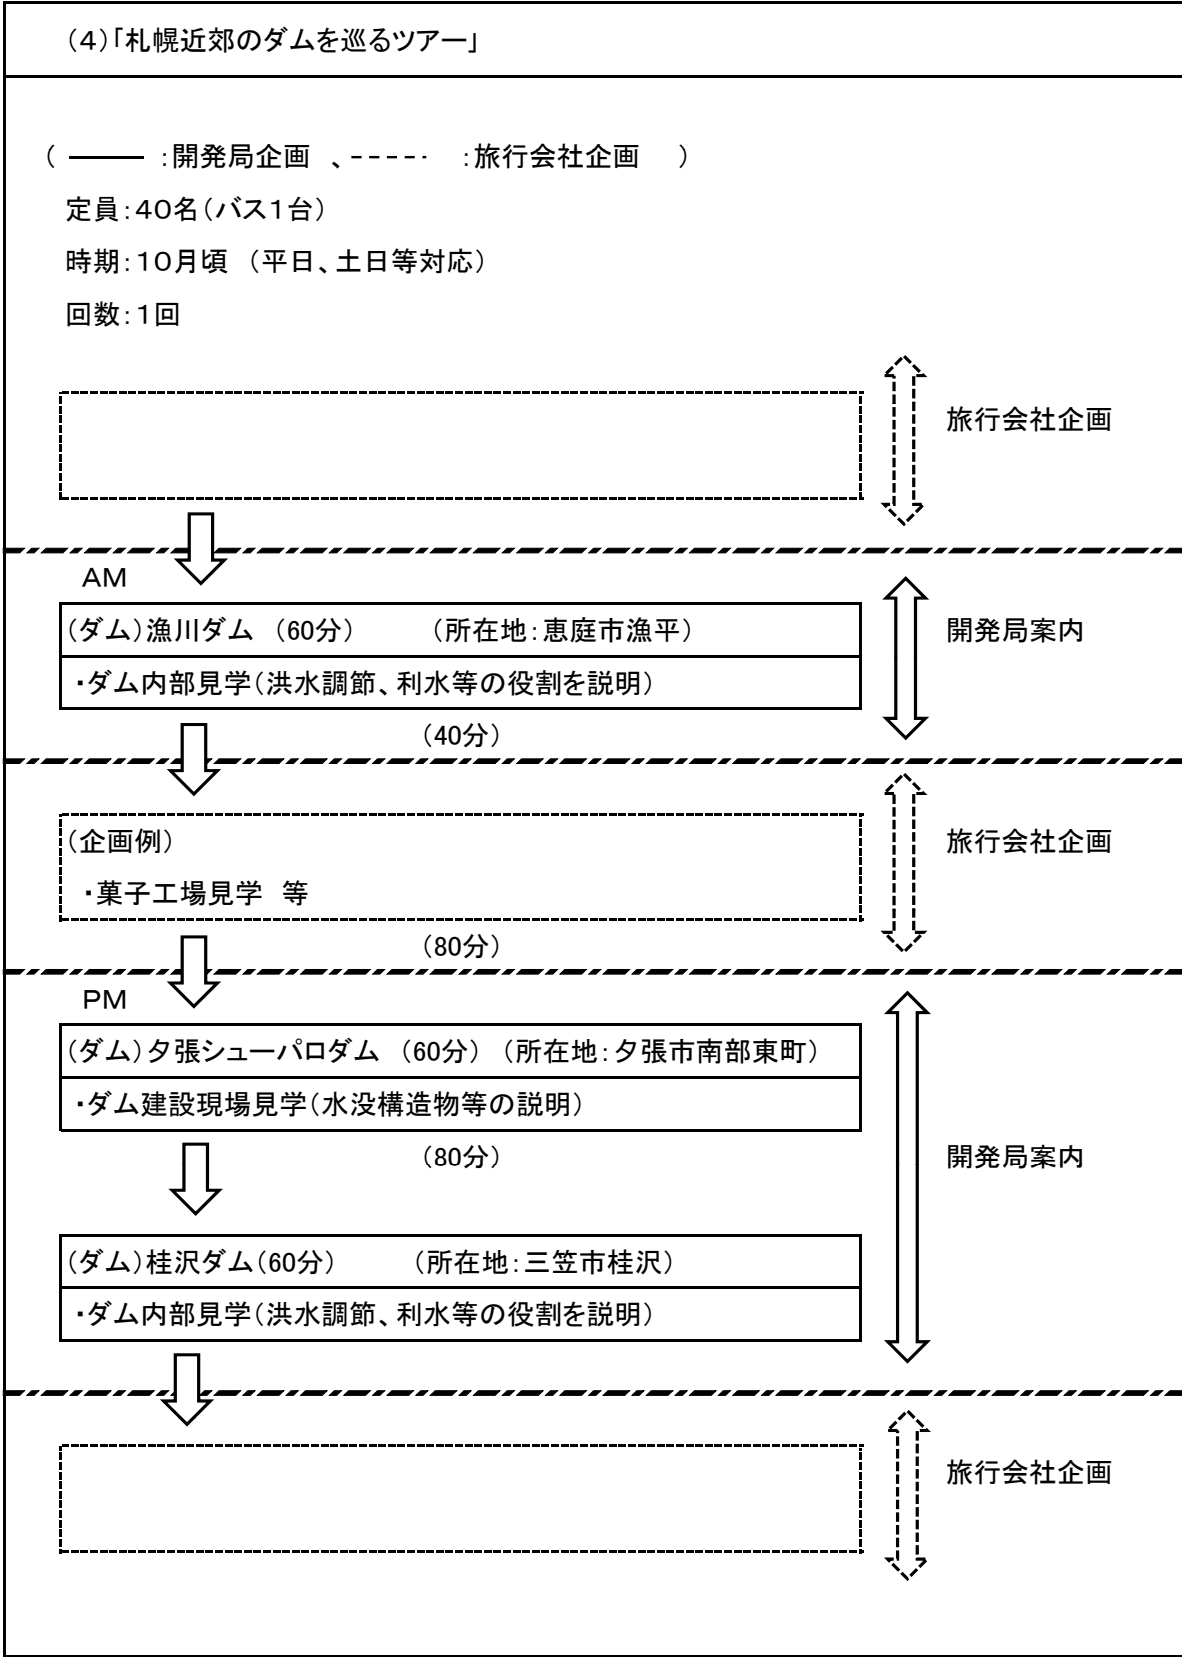 （４）「札幌近郊のダムを巡るツアー」
（ ――― ：開発局企画 、----- ：旅行会社企画 ）
定員：４０名（バス１台）
時期：１０月頃 （平日、土日等対応）
回数：１回
旅行会社企画
AM
（ダム）漁川ダム （60分） （所在地：恵庭市漁平）
開発局案内
・ダム内部見学（洪水調節、利水等の役割を説明）
（40分）
（企画例）
旅行会社企画
・菓子工場見学 等
（80分）
PM
（ダム）夕張シューパロダム （60分） （所在地：夕張市南部東町）
・ダム建設現場見学（水没構造物等の説明）
（80分）
開発局案内
（ダム）桂沢ダム（60分） （所在地：三笠市桂沢）
・ダム内部見学（洪水調節、利水等の役割を説明）
旅行会社企画